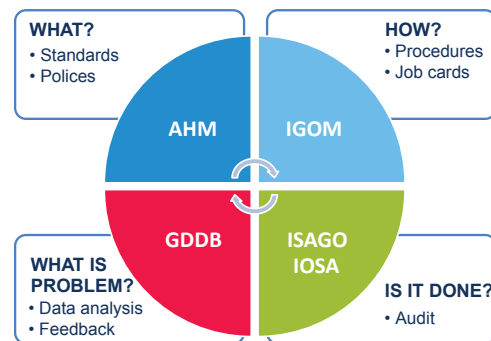 WHAT?
• Standards
• Polices
HOW?
• Procedures
• Job cards
AHM
IGOM
GDDB
ISAGO
IOSA
WHAT IS
PROBLEM?
• Data analysis
• Feedback
IS IT DONE?
• Audit